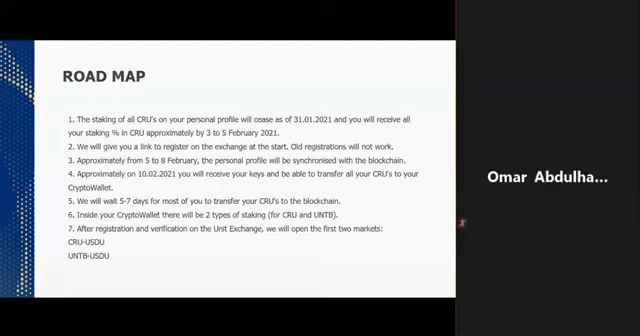 ROAD MAP
1. The staking of all CRU's on your personal profile will cease as of 31.01.2021 and you will receive all
your staking % in CRU approximately by 3 to 5 February 2021.
2. We will give you a link to register on the exchange at the start. Old registrations will not work.
3. Approximately from 5 to 8 February, the personal profile will be synchronised with the blockchain.
4. Approximately on 10.02.2021 you will receive your keys and be able to transfer all your CRU's to your
CryptoWallet.
5. We will wait 5-7 days for most of you to transfer your CRU's to the blockchain.
6. Inside your CryptoWallet there will be 2 types of staking (for CRU and UNTB).
7. After registration and verification on the Unit Exchange, we will open the first two markets:
CRU-USDU
UNTB-USDU
Omar Abdulha...